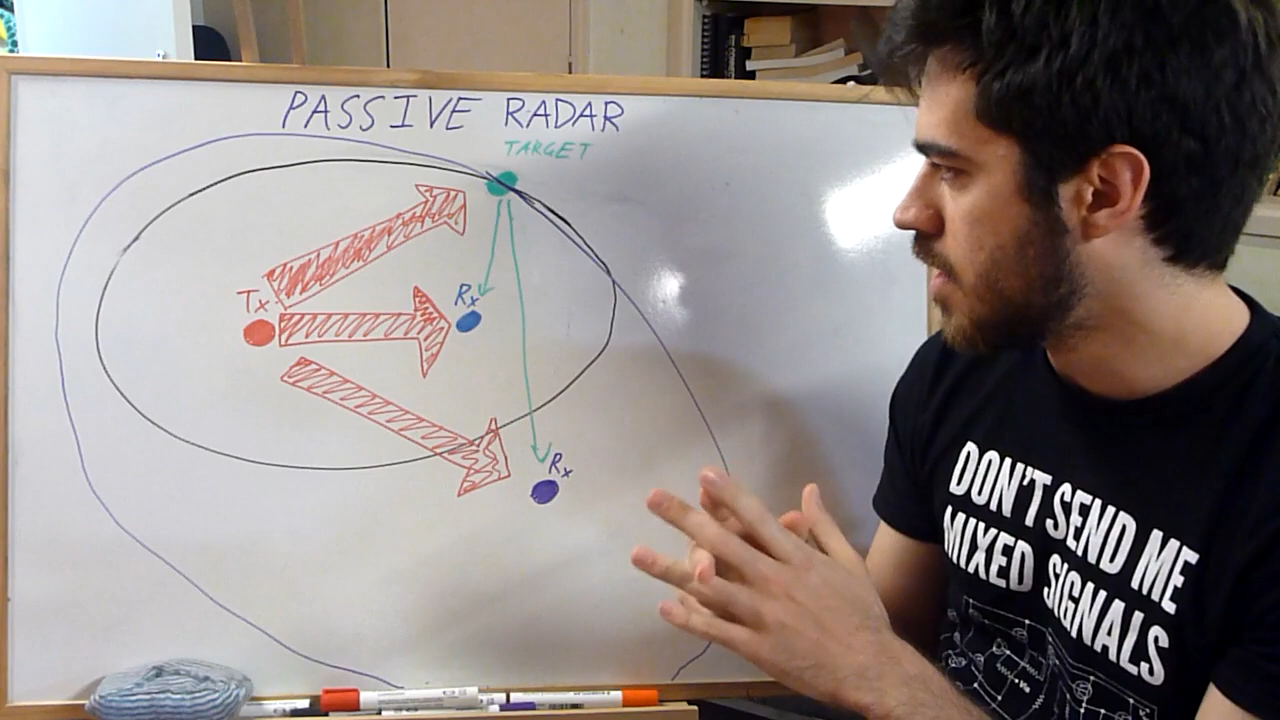 PASSIVE RADAR
TARGET
Tx
Rx
Rx
DON'T SEND ME
MIXED SIGNALS